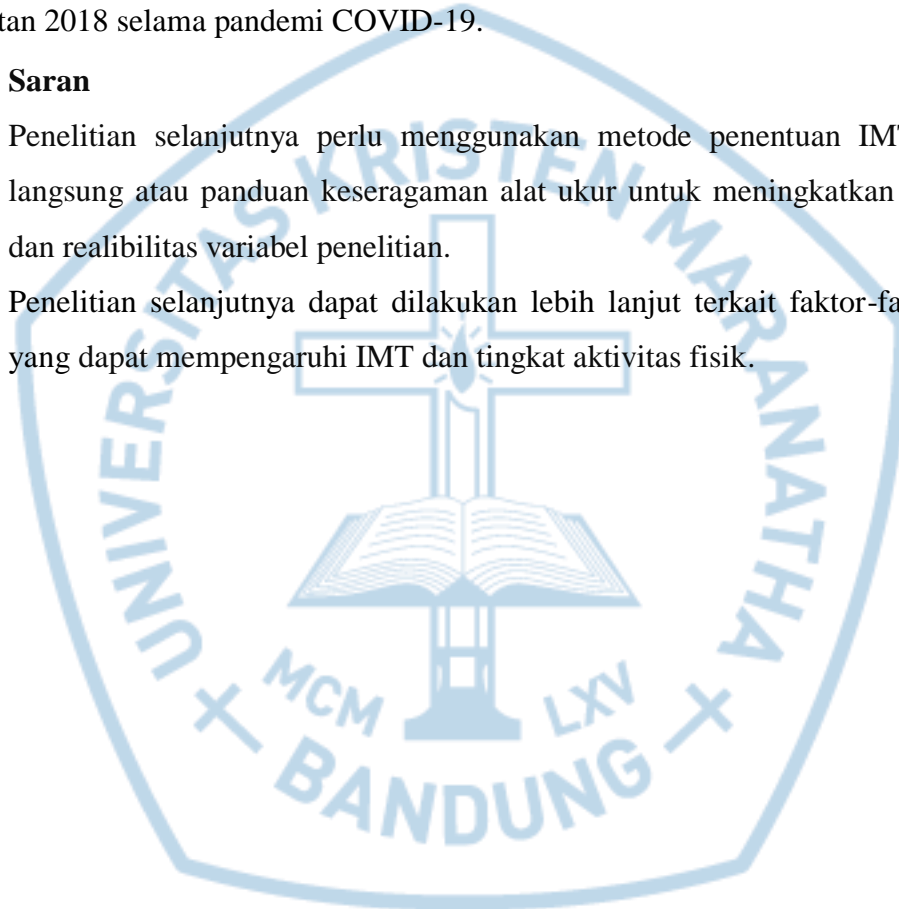 tan 2018 selama pandemi COVID-19.
Saran
Penelitian selanjutnya perlu menggunakan metode penentuan IMT
langsung atau panduan keseragaman alat ukur untuk meningkatkan
dan realibilitas variabel penelitian.
Penelitian selanjutnya dapat dilakukan lebih lanjut terkait faktor-fa
yang dapat mempengaruhi IMT dan tingkat aktivitas fisik.
UNIVERSITAS KRISTEN MARANATHA
MCM LXV
BANDUNG